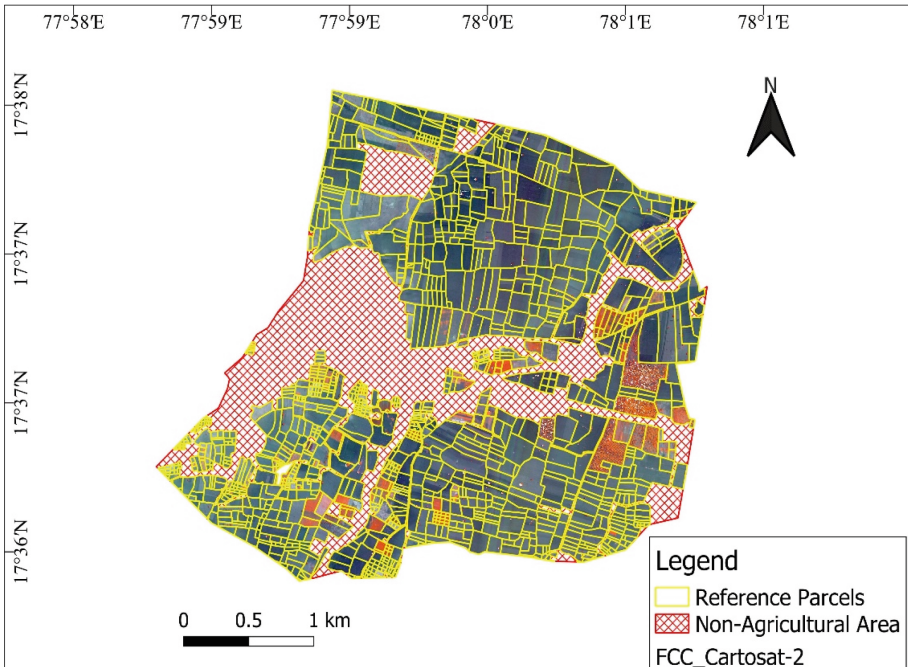 77°58'E 77°59'E 77°59'E 78°0'E 78°1'E 78°1'E
N
17°38'N
17°37'N
17°37'N
17°36'N
0 0.5 1 km
Legend
Reference Parcels
Non-Agricultural Area
FCC_Cartosat-2